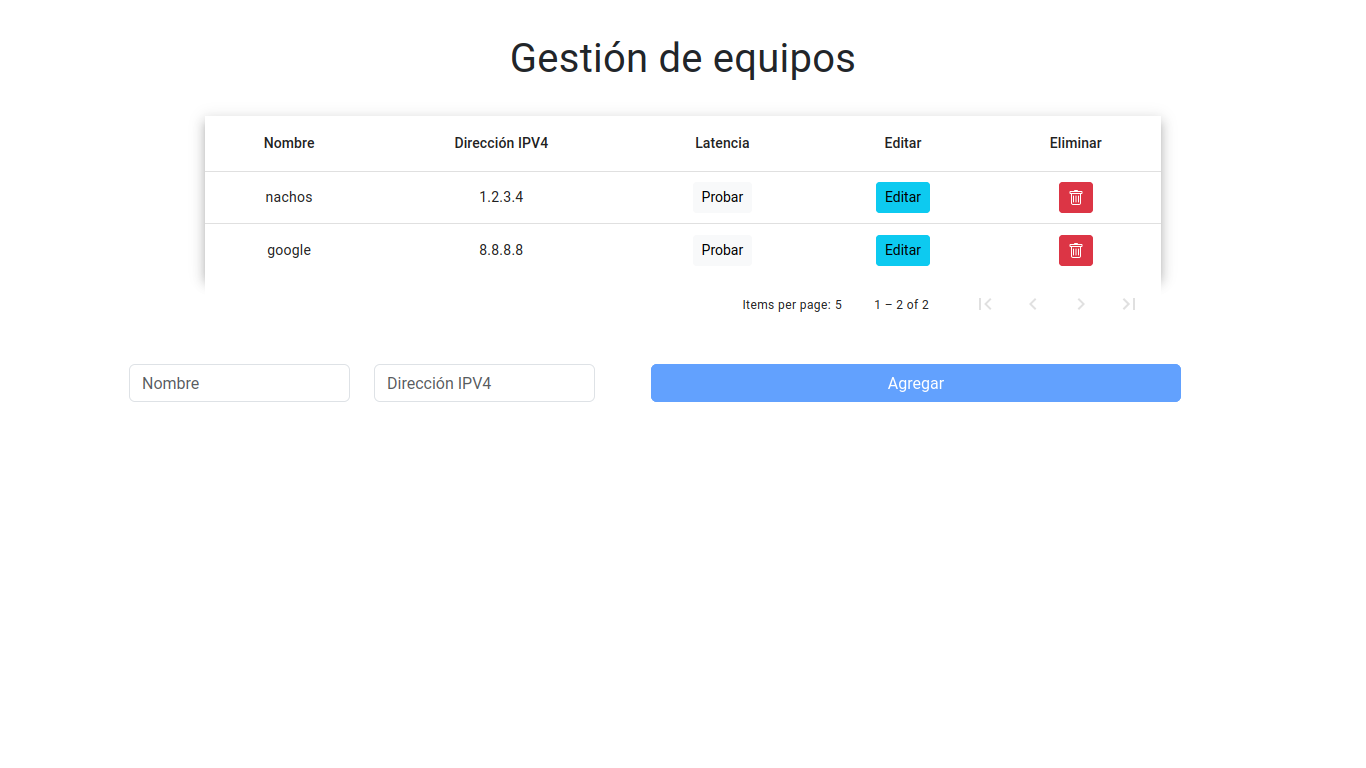 Gestión de equipos
Nombre Dirección IPV4 Latencia Editar Eliminar
nachos 1.2.3.4 Probar Editar
google 8.8.8.8 Probar Editar
Items per page: 5 1 – 2 of 2
Nombre Dirección IPV4 Agregar